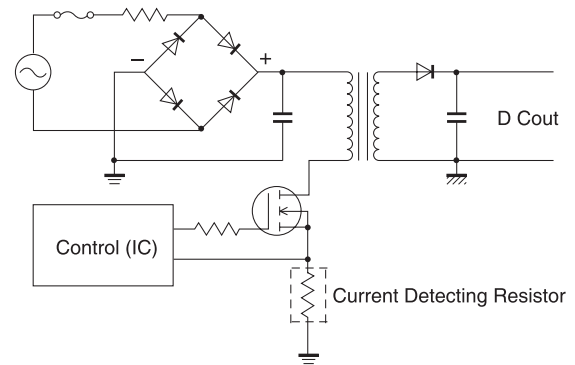 −
+
D Cout
Control (IC)
Current Detecting Resistor